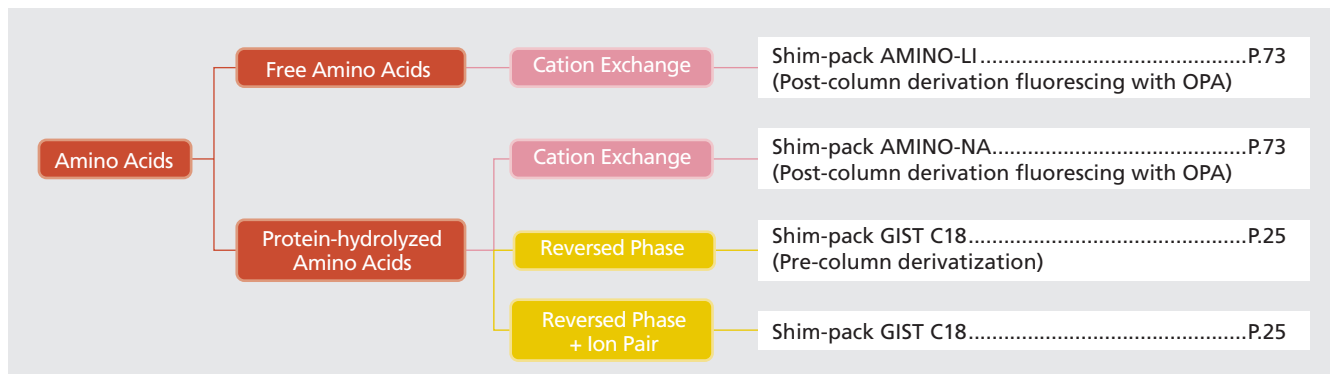 Amino Acids
Free Amino Acids
Cation Exchange
Shim-pack AMINO-LI................................................P.73
(Post-column derivation fluorescing with OPA)
Protein-hydrolyzed
Amino Acids
Cation Exchange
Shim-pack AMINO-NA..............................................P.73
(Post-column derivation fluorescing with OPA)
Reversed Phase
Shim-pack GIST C18..................................................P.25
(Pre-column derivatization)
Reversed Phase
+ Ion Pair
Shim-pack GIST C18..................................................P.25